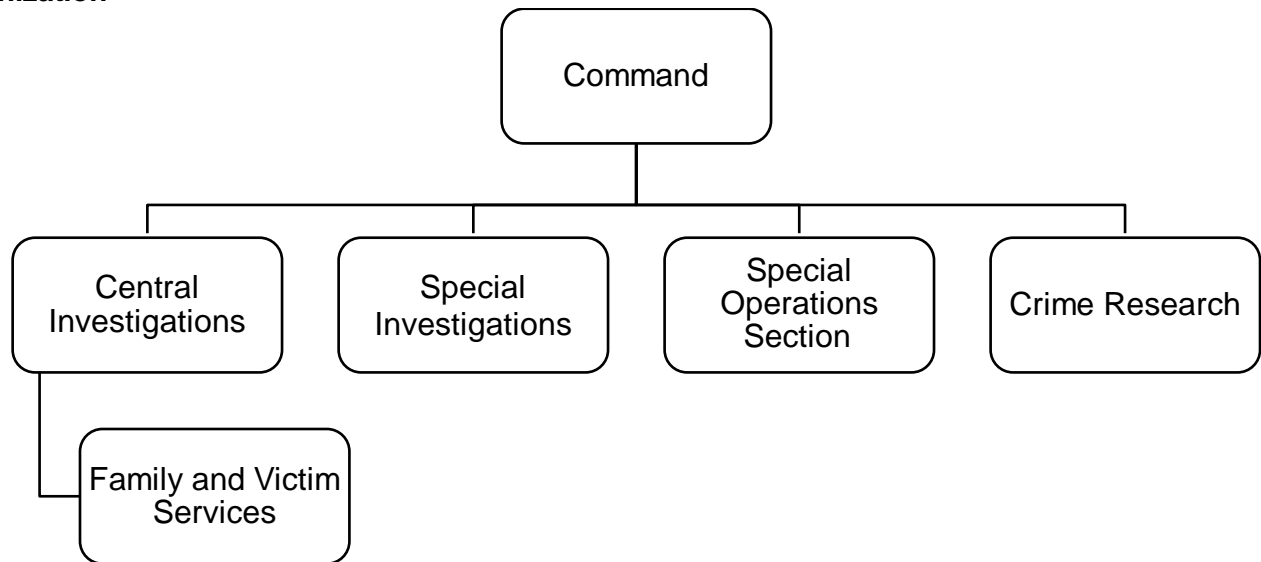 Command
Central
Investigations
Special
Investigations
Special
Operations
Section
Crime Research
Family and Victim
Services